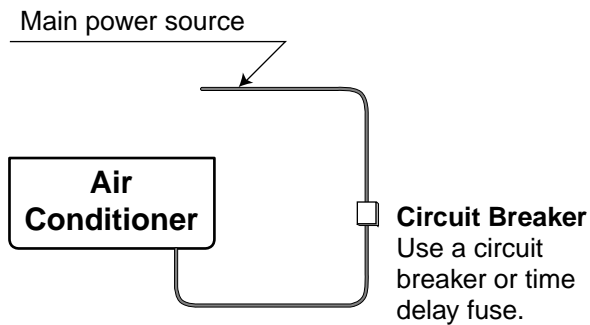 Main power source
Air
Conditioner
Circuit Breaker
Use a circuit
breaker or time
delay fuse.